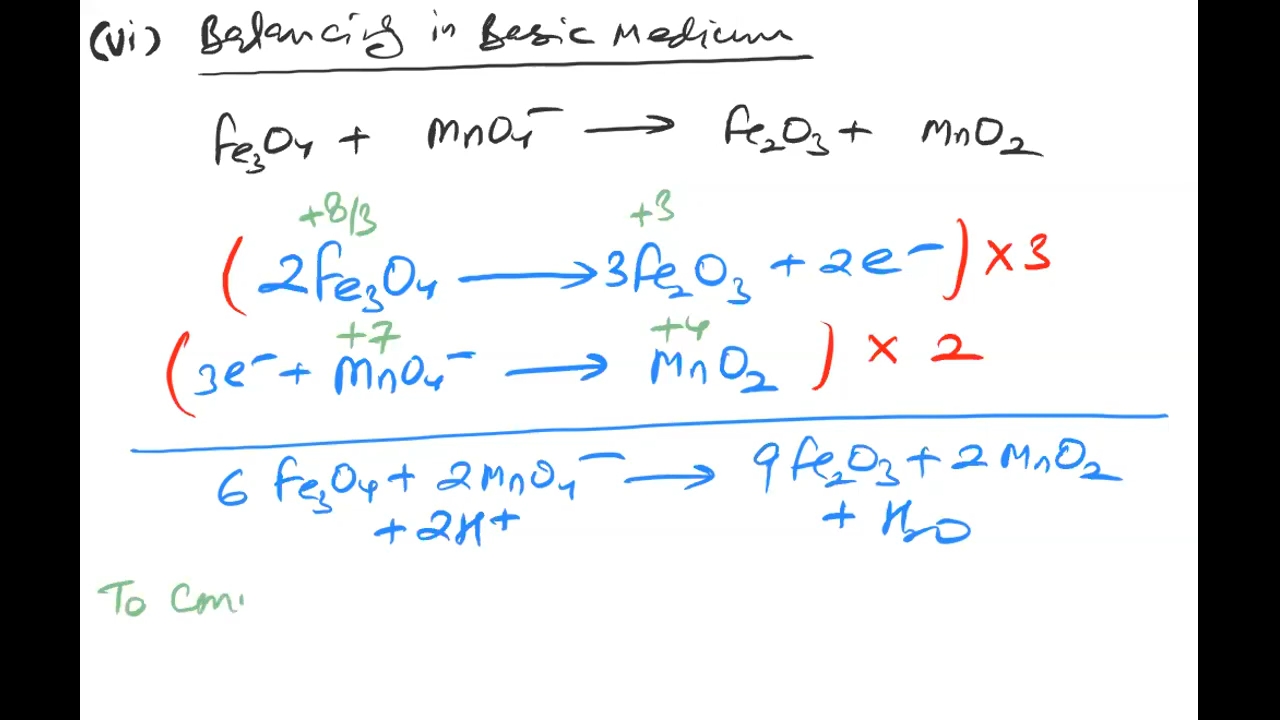 (vi) Balancing in Basic Medium
Fe₃O₄ + MnO₄⁻ ⟶ Fe₂O₃ + MnO₂
+8/3 +3
(2Fe₃O₄ ⟶ 3Fe₂O₃ + 2e⁻) × 3
+7 +4
(3e⁻ + MnO₄⁻ ⟶ MnO₂) × 2
6 Fe₃O₄ + 2MnO₄⁻ ⟶ 9Fe₂O₃ + 2MnO₂
+ 2H⁺ + H₂O
To